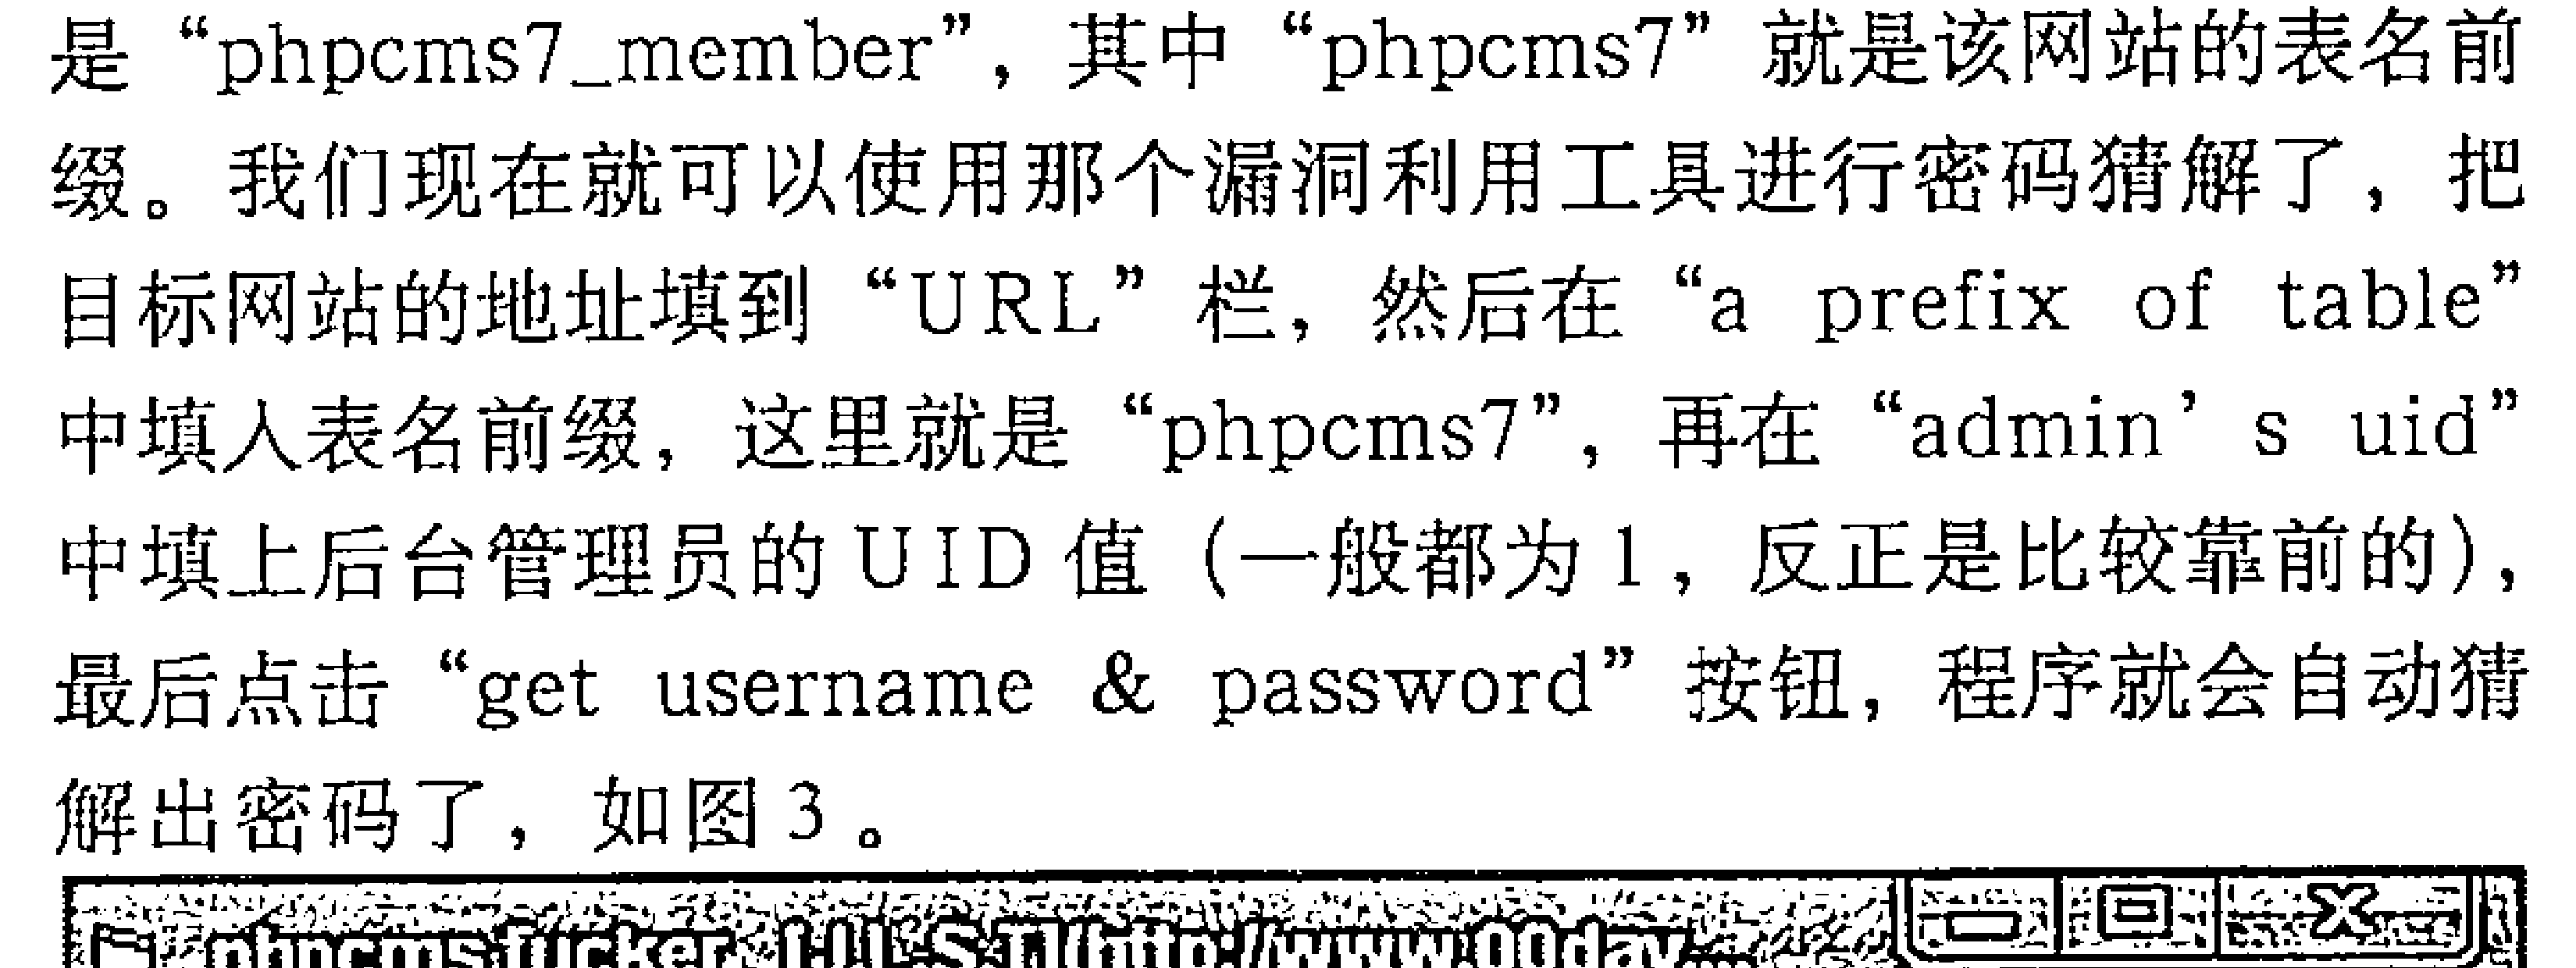 是“phpcms7_member”，其中“phpcms7”就是该网站的表名前
缀。我们现在就可以使用那个漏洞利用工具进行密码猜解了，把
目标网站的地址填到“URL”栏，然后在“a prefix of table”
中填入表名前缀，这里就是“phpcms7”，再在“admin’s uid”
中填上后台管理员的UID值（一般都为1，反正是比较靠前的），
最后点击“get username & password”按钮，程序就会自动猜
解出密码了，如图3。